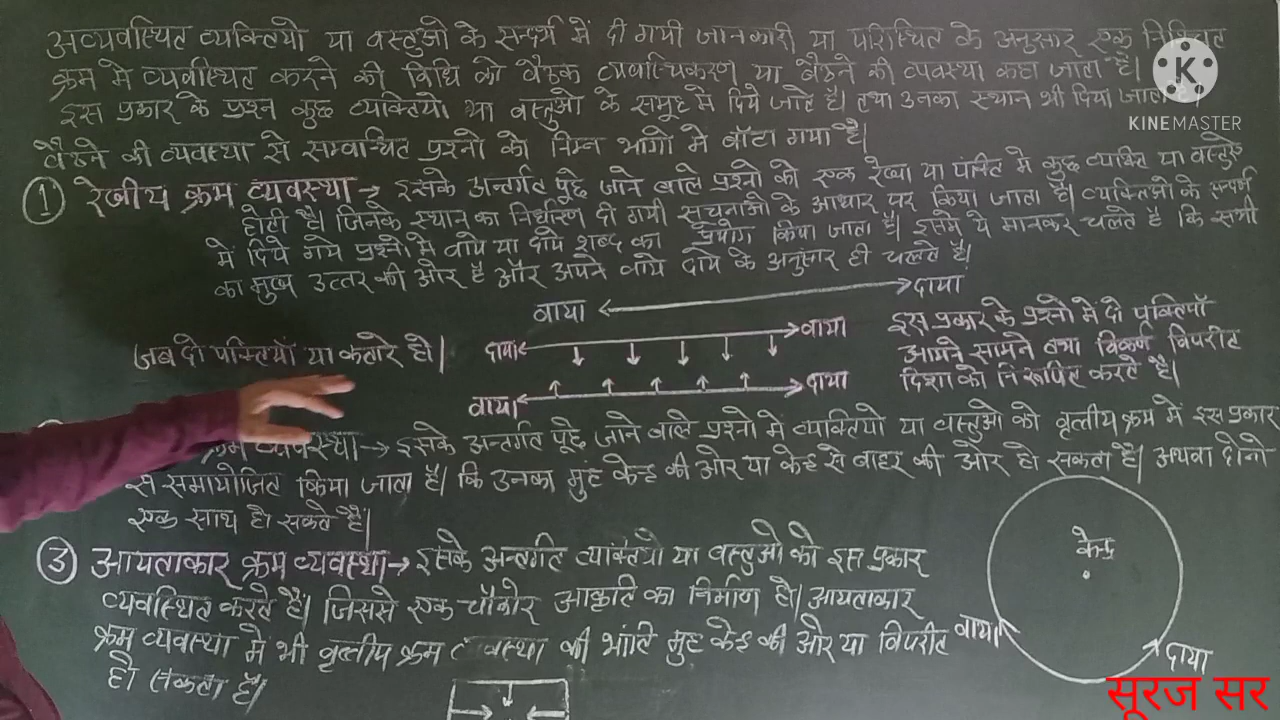 अव्यवस्थित व्यक्तियो या वस्तुओ के सन्दर्भ में दी गयी जानकारी या परिस्थित के अनुसार एक निश्चित
क्रम मे व्यवस्थित करने की विधि को बैठक व्यवस्थिकरण या बैठने की व्यवस्था कहा जाता है।
इस प्रकार के प्रश्न कुछ व्यक्तियो या वस्तुओ के समूह मे दिये जाते है। तथा उनका स्थान भी दिया जाता है।
KINEMASTER
बैठने की व्यवस्था से सम्बन्धित प्रश्नो को निम्न भागो मे बाँटा गया है।
① रेखीय क्रम व्यवस्था → इसके अन्तर्गत पूछे जाने वाले प्रश्नो को एक रेखा या पंक्ति मे कुछ व्यक्ति या वस्तुएँ
होती है। जिनके स्थान का निर्धारण दी गयी सूचनाओ के आधार पर किया जाता है। व्यक्तिओ के सन्दर्भ
में दिये गये प्रश्नो मे वाये या दाये शब्द का प्रयोग किया जाता है। इसमे ये मानकर चलते है कि सभी
का मुख उत्तर की ओर है और अपने वाये दाये के अनुसार ही चलते है।
वाया दाया
जब दो पंक्तियाँ या कतारे हो।
दाया वाया
वाया दाया
इस प्रकार के प्रश्नो में दो पंक्तियाँ
आमने सामने तथा विकर्ण विपरीत
दिशा को निरूपित करते है।
क्रम व्यवस्था → इसके अन्तर्गत पूछे जाने वाले प्रश्नो में व्यक्तियो या वस्तुओ को वृत्तीय क्रम में इस प्रकार
से समायोजित किया जाता है। कि उनका मुह केन्द्र की ओर या केन्द्र से बाहर की ओर हो सकता है। अथवा दोनो
एक साथ हो सकते है।
③ आयताकार क्रम व्यवस्था → इसके अन्तर्गत व्यक्तियो या वस्तुओ को इस प्रकार
व्यवस्थित करते है। जिससे एक चौकोर आकृति का निर्माण हो। आयताकार
क्रम व्यवस्था मे भी वृत्तीय क्रम व्यवस्था की भांति मुह केन्द्र की ओर या विपरीत
हो सकता है।
केन्द्र
वाया दाया
सूरज सर